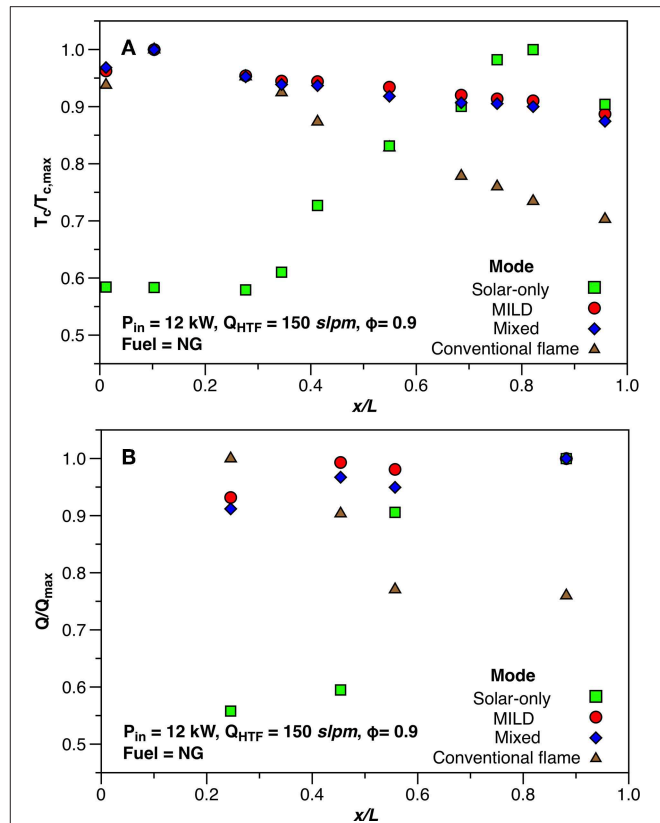 A
1.0
0.9
0.8
0.7
0.6
0.5
T_c/T_c,max
Mode
Solar-only
MILD
Mixed
Conventional flame
P_in = 12 kW, Q_HTF = 150 slpm, ϕ= 0.9
Fuel = NG
0 0.2 0.4 0.6 0.8 1.0
x/L
B
1.0
0.9
0.8
0.7
0.6
0.5
Q/Q_max
Mode
Solar-only
MILD
Mixed
Conventional flame
P_in = 12 kW, Q_HTF = 150 slpm, ϕ= 0.9
Fuel = NG
0 0.2 0.4 0.6 0.8 1.0
x/L